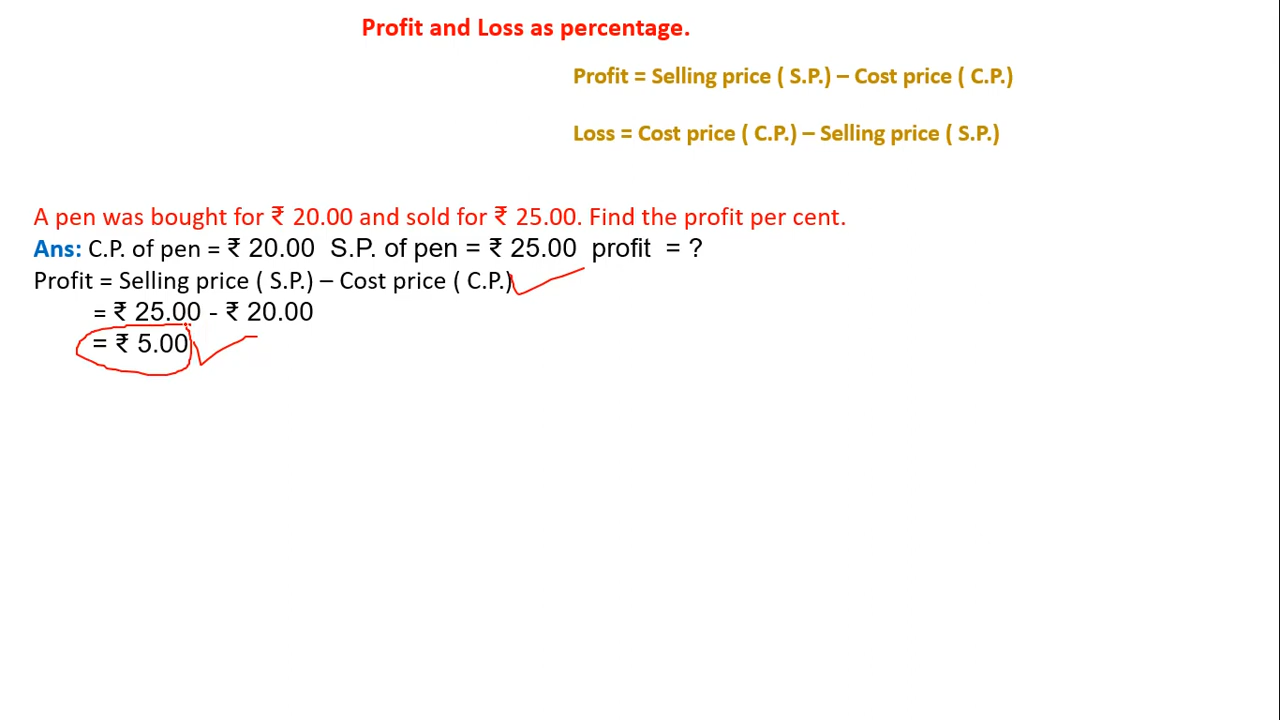 Profit and Loss as percentage.
Profit = Selling price ( S.P.) – Cost price ( C.P.)
Loss = Cost price ( C.P.) – Selling price ( S.P.)
A pen was bought for ₹ 20.00 and sold for ₹ 25.00. Find the profit per cent.
Ans: C.P. of pen = ₹ 20.00 S.P. of pen = ₹ 25.00 profit = ?
Profit = Selling price ( S.P.) – Cost price ( C.P.)
= ₹ 25.00 - ₹ 20.00
= ₹ 5.00